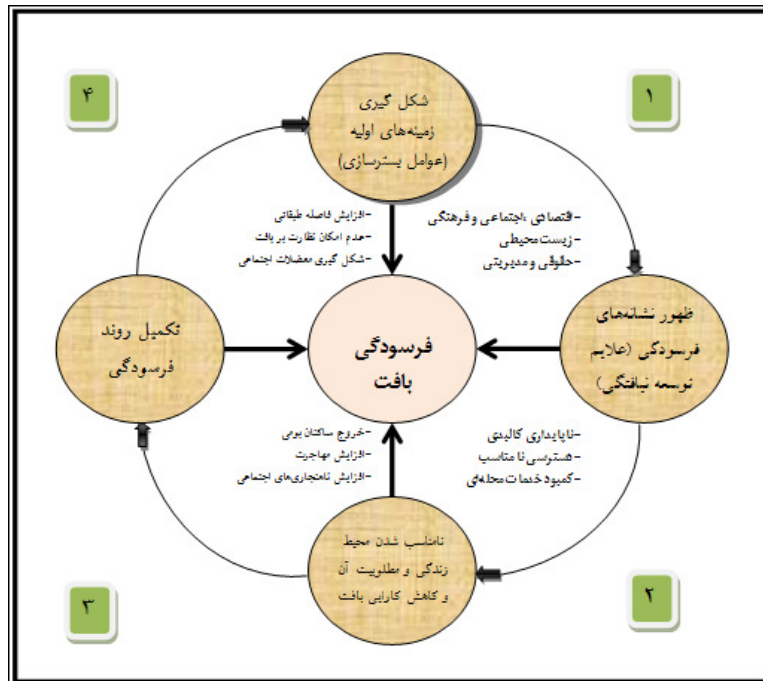 ۴
۱
شکل گیری
زمینه‌های اولیه
(عوامل بسترسازی)
-افزایش فاصله طبقاتی
-عدم امکان نظارت بر بافت
-شکل گیری معضلات اجتماعی
-اقتصادی ،اجتماعی و فرهنگی
-زیست محیطی
-حقوقی و مدیریتی
ظهور نشانه‌های
فرسودگی (علایم
توسعه نیافتگی)
فرسودگی
بافت
تکمیل روند
فرسودگی
-ناپایداری کالبدی
-دسترسی نامناسب
-کمبود خدمات محله‌ای
-خروج ساکنان بومی
-افزایش مهاجرت
-افزایش ناهنجاری‌های اجتماعی
نامناسب شدن محیط
زندگی و مطلوبیت آن
و کاهش کارایی بافت
۲
۳